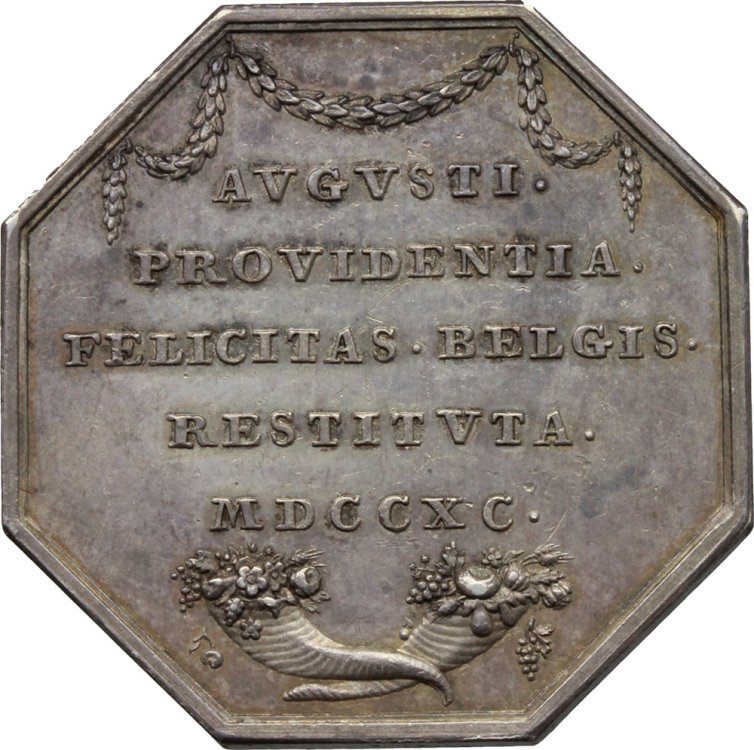 AVGVSTI·
PROVIDENTIA·
FELICITAS·BELGIS·
RESTITVTA·
MDCCXC·